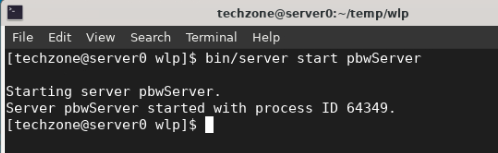 techzone@server0:~/temp/wlp
File Edit View Search Terminal Help
[techzone@server0 wlp]$ bin/server start pbwServer
Starting server pbwServer.
Server pbwServer started with process ID 64349.
[techzone@server0 wlp]$